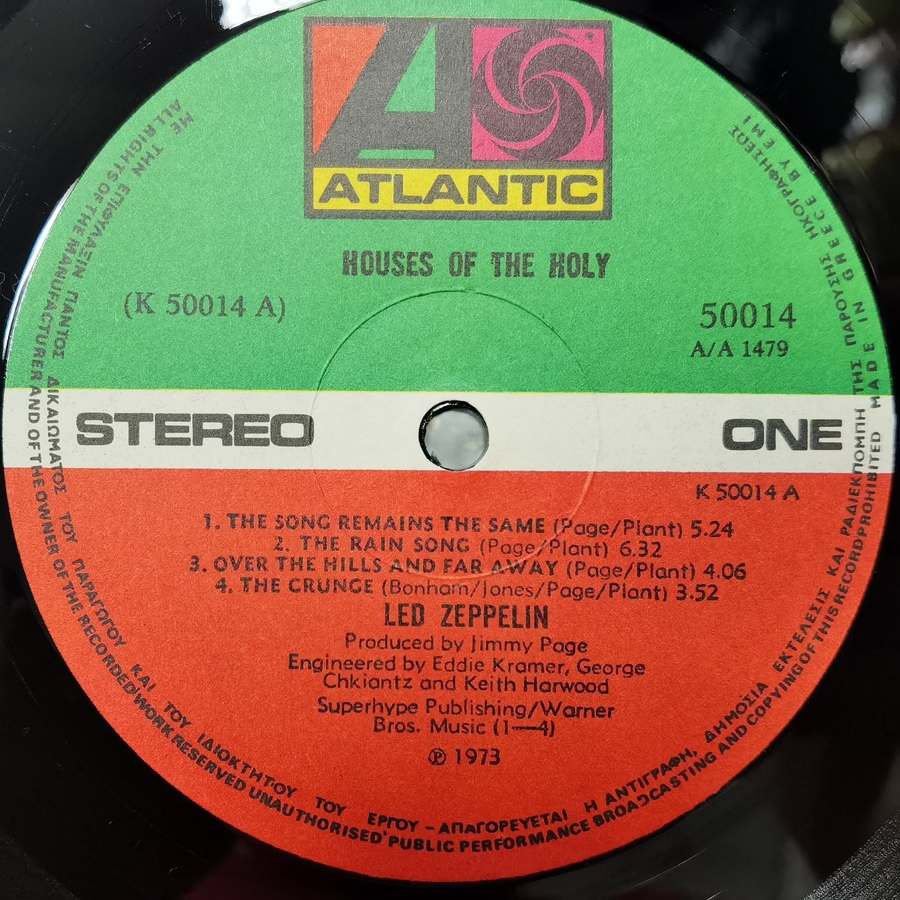 ATLANTIC
HOUSES OF THE HOLY
(K 50014 A)
50014
A/A 1479
STEREO
ONE
K 50014 A
1. THE SONG REMAINS THE SAME (Page/Plant) 5.24
2. THE RAIN SONG (Page/Plant) 6.32
3. OVER THE HILLS AND FAR AWAY (Page/Plant) 4.06
4. THE CRUNGE (Bonham/Jones/Page/Plant) 3.52
LED ZEPPELIN
Produced by Jimmy Page
Engineered by Eddie Kramer, George
Chkiantz and Keith Harwood
Superhype Publishing/Warner
Bros. Music (1—4)
℗ 1973
ΜΕ ΤΗΝ ΕΠΙΦΥΛΑΞΙΝ ΠΑΝΤΟΣ ΔΙΚΑΙΩΜΑΤΟΣ ΤΟΥ ΠΑΡΑΓΩΓΟΥ ΚΑΙ ΤΟΥ ΙΔΙΟΚΤΗΤΟΥ ΤΟΥ ΕΡΓΟΥ – ΑΠΑΓΟΡΕΥΕΤΑΙ Η ΑΝΤΙΓΡΑΦΗ, ΔΗΜΟΣΙΑ ΕΚΤΕΛΕΣΙΣ ΚΑΙ ΡΑΔΙΕΚΠΟΜΠΗ ΤΗΣ ΠΑΡΟΥΣΗΣ ΗΧΟΓΡΑΦΗΣΕΩΣ
ALL RIGHTS OF THE MANUFACTURER AND OF THE OWNER OF THE RECORDED WORK RESERVED UNAUTHORISED PUBLIC PERFORMANCE BROADCASTING AND COPYING OF THIS RECORD PROHIBITED MADE IN GREECE BY EMI